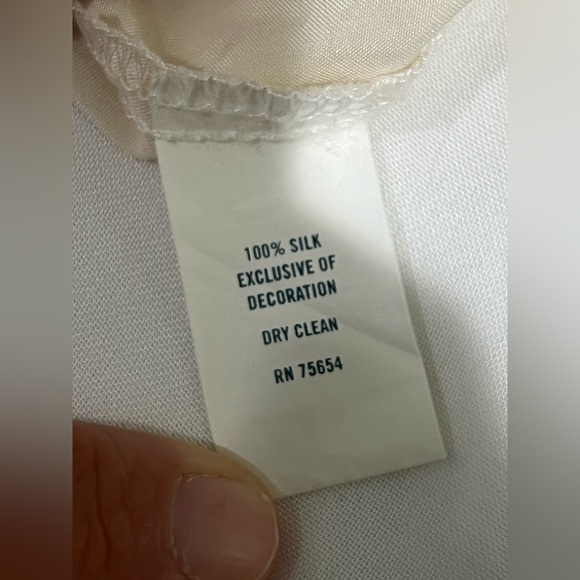 100% SILK
EXCLUSIVE OF
DECORATION
DRY CLEAN
RN 75654